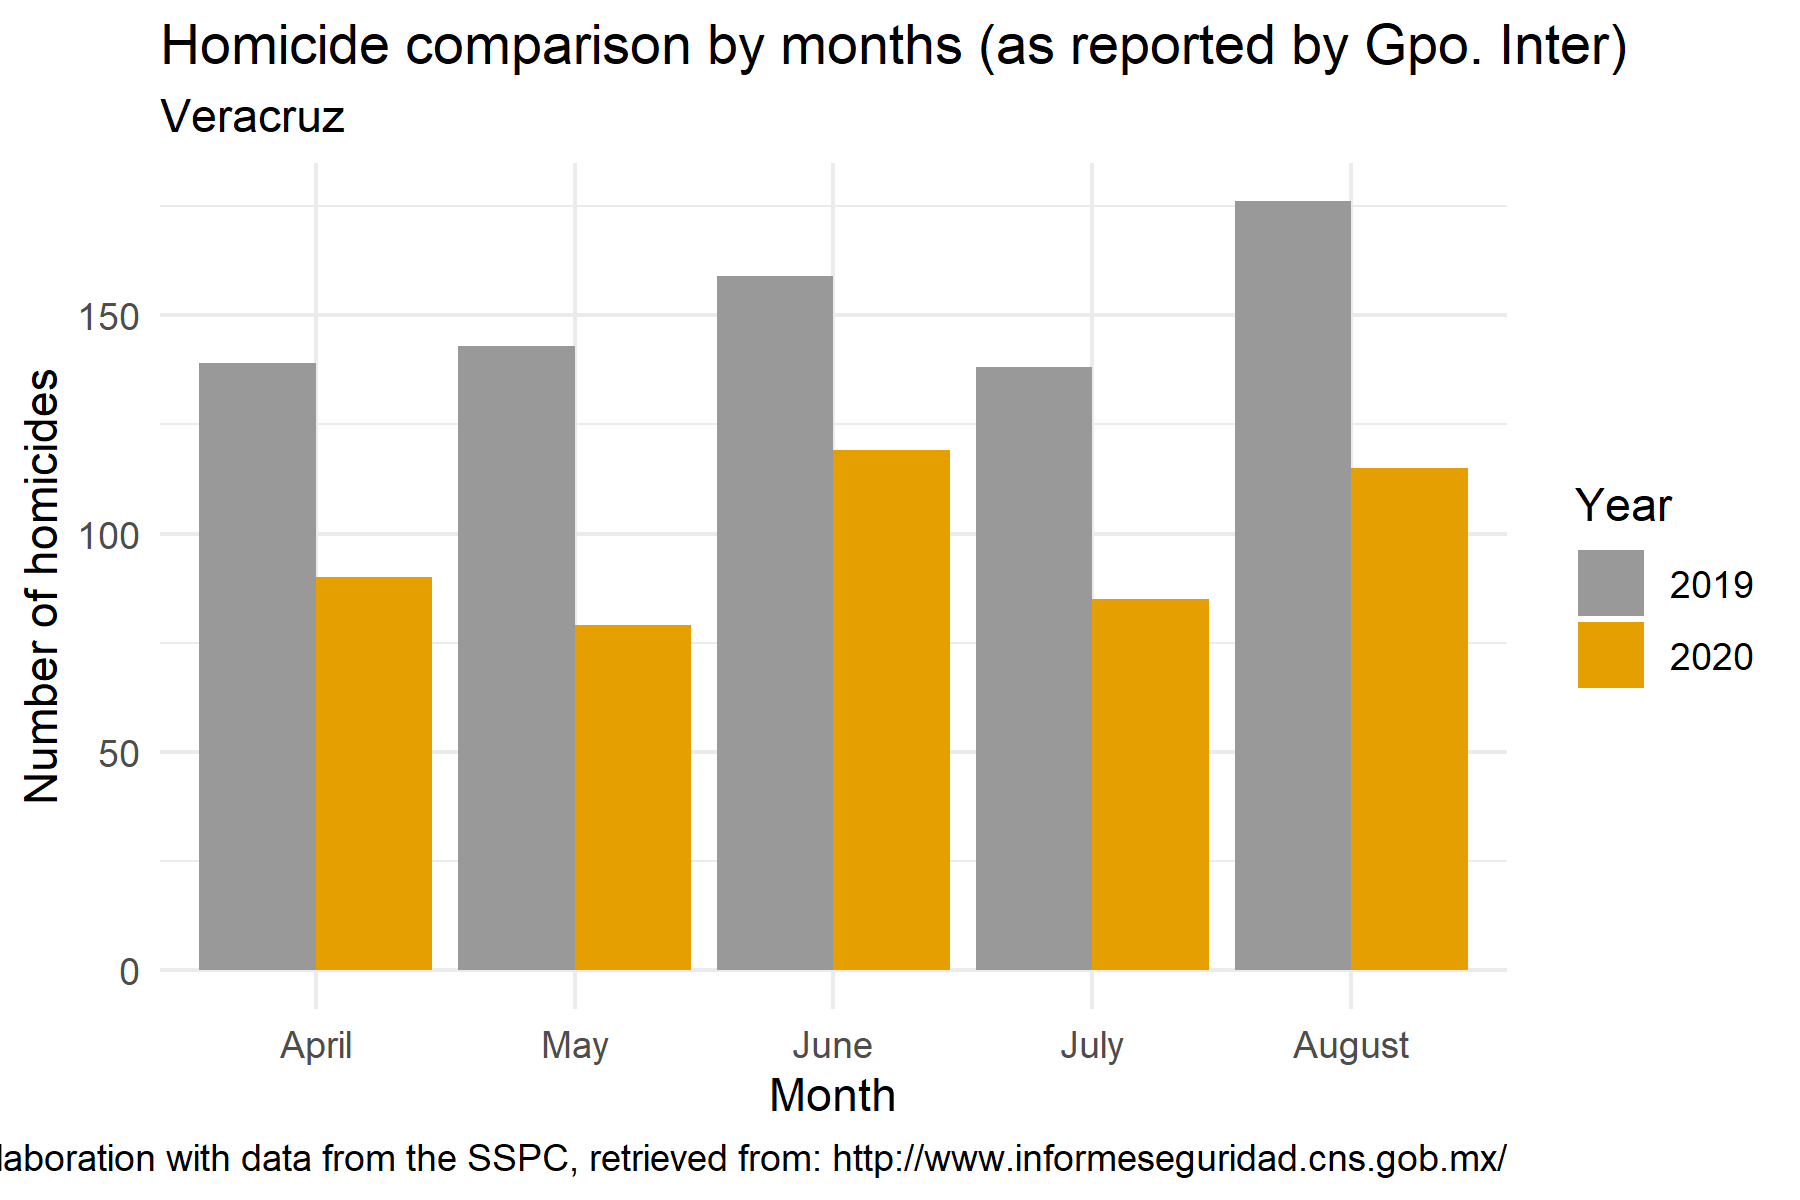 Homicide comparison by months (as reported by Gpo. Inter)
Veracruz
Number of homicides
150
100
50
0
April May June July August
Month
Year
2019
2020
laboration with data from the SSPC, retrieved from: http://www.informeseguridad.cns.gob.mx/